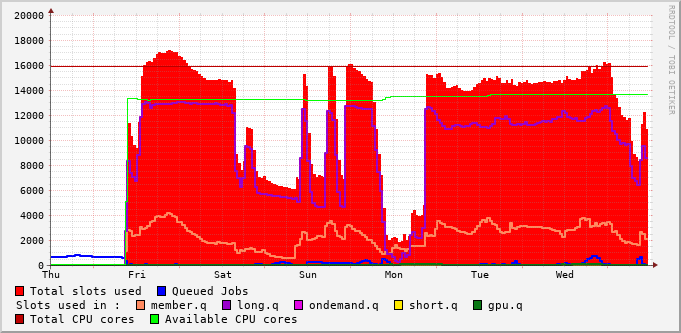 20000
18000
16000
14000
12000
10000
8000
6000
4000
2000
0
Thu Fri Sat Sun Mon Tue Wed
RRDTOOL / TOBI OETIKER
Total slots used Queued Jobs
Slots used in : member.q long.q ondemand.q short.q gpu.q
Total CPU cores Available CPU cores